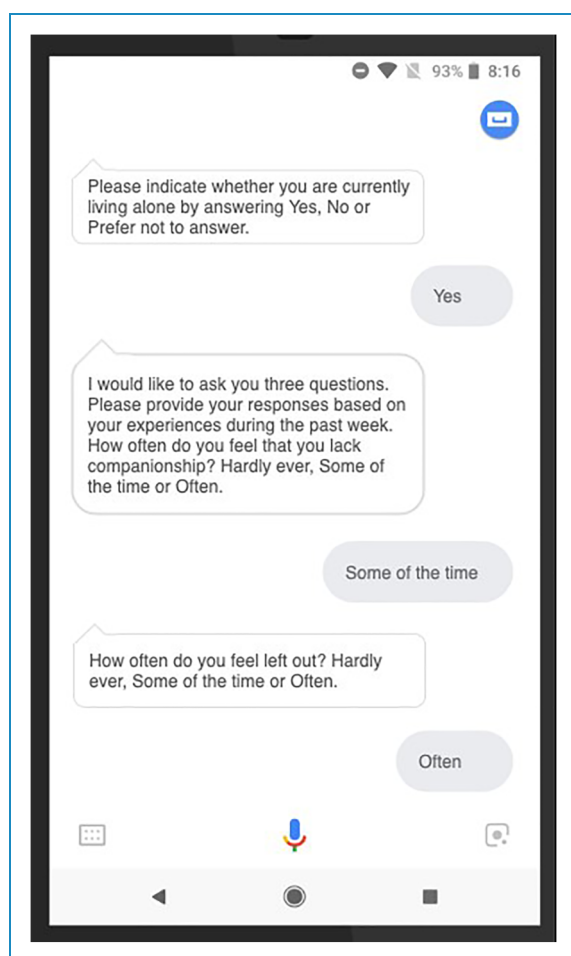 93% 8:16
Please indicate whether you are currently
living alone by answering Yes, No or
Prefer not to answer.
Yes
I would like to ask you three questions.
Please provide your responses based on
your experiences during the past week.
How often do you feel that you lack
companionship? Hardly ever, Some of
the time or Often.
Some of the time
How often do you feel left out? Hardly
ever, Some of the time or Often.
Often